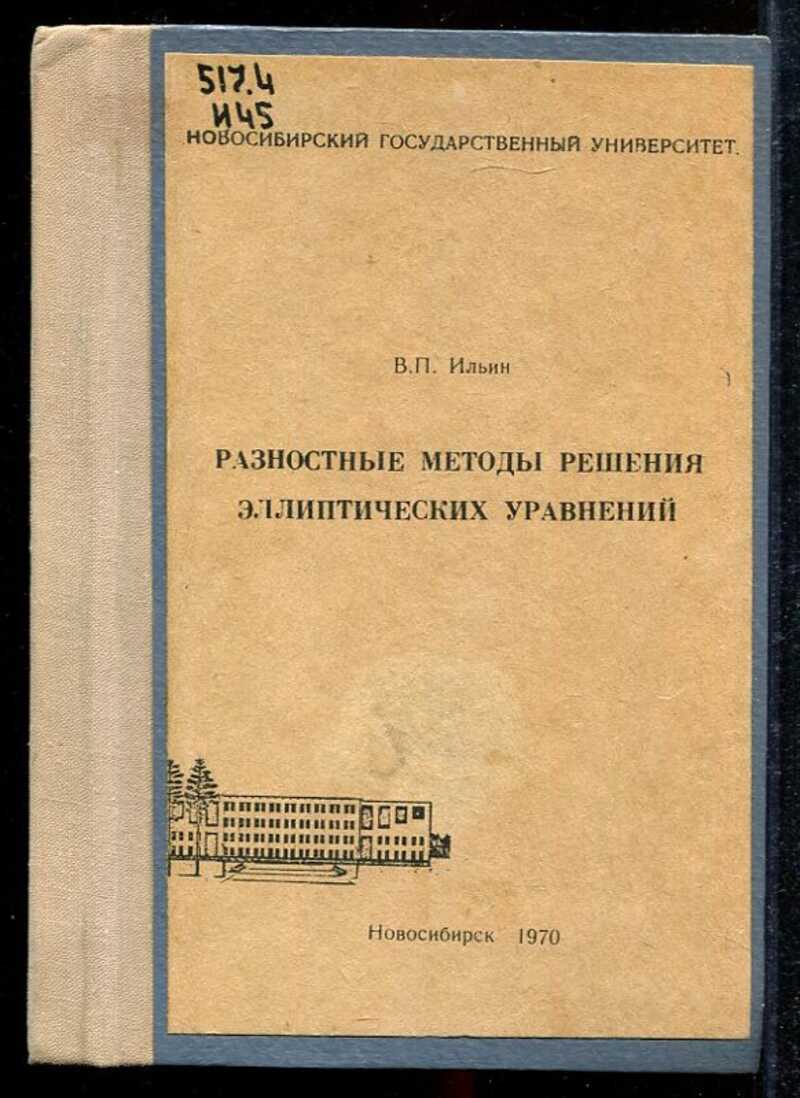 517.4
И45
НОВОСИБИРСКИЙ ГОСУДАРСТВЕННЫЙ УНИВЕРСИТЕТ.
В.П. Ильин
РАЗНОСТНЫЕ МЕТОДЫ РЕШЕНИЯ
ЭЛЛИПТИЧЕСКИХ УРАВНЕНИЙ
Новосибирск 1970